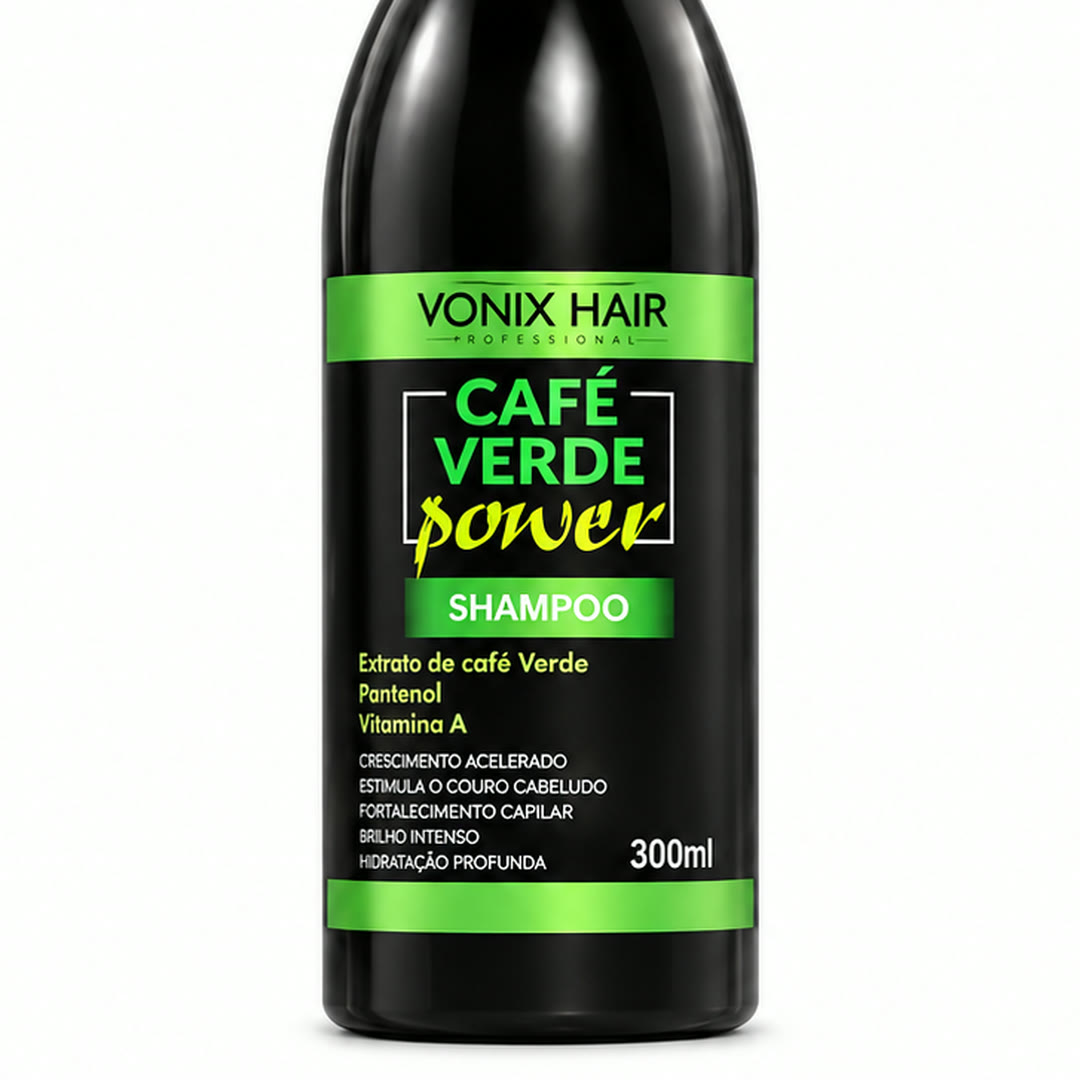 VONIX HAIR
PROFESSIONAL
CAFÉ
VERDE
power
SHAMPOO
Extrato de café Verde
Pantenol
Vitamina A
CRESCIMENTO ACELERADO
ESTIMULA O COURO CABELUDO
FORTALECIMENTO CAPILAR
BRILHO INTENSO
HIDRATAÇÃO PROFUNDA
300ml